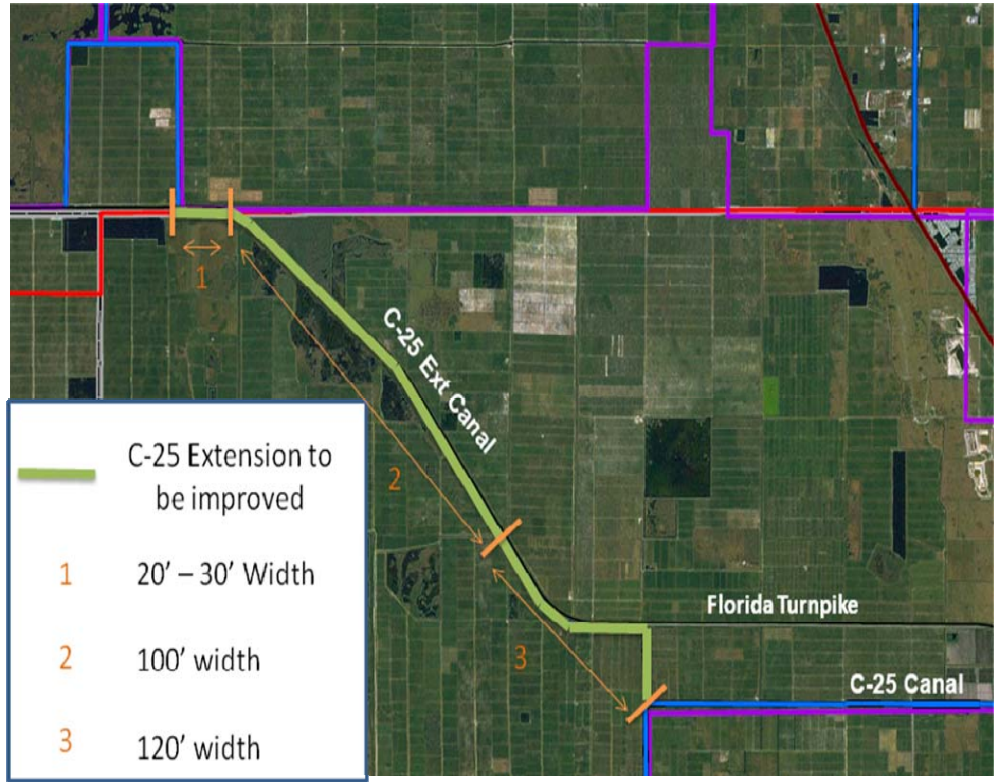 1
C-25 Ext Canal
2
3
Florida Turnpike
C-25 Canal
C-25 Extension to
be improved
1 20’ – 30’ Width
2 100’ width
3 120’ width